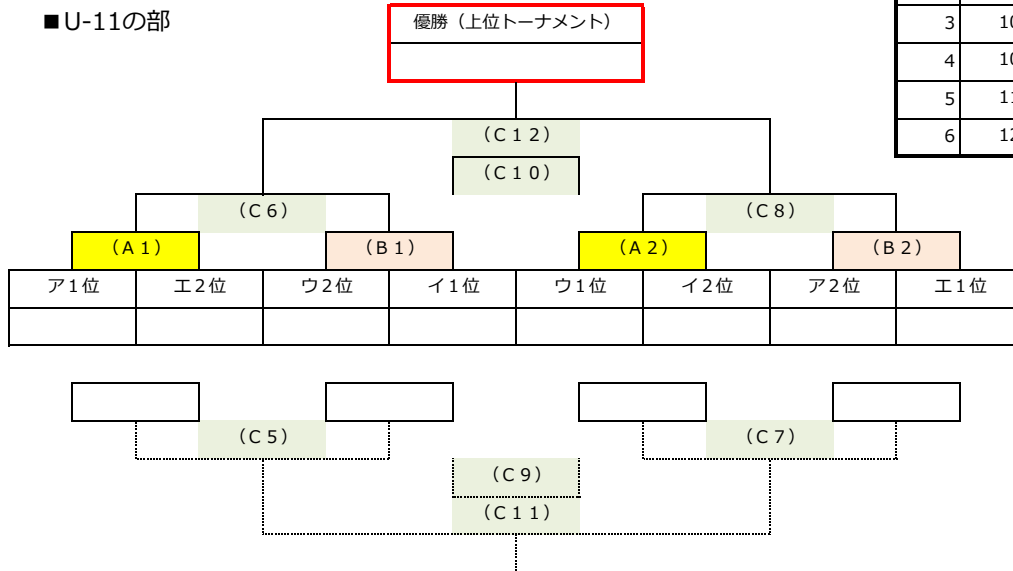 ■U-11の部
優勝（上位トーナメント）
3
4
5
6
（C12）
（C10）
（C6）
（C8）
（A1）
（B1）
（A2）
（B2）
ア1位
エ2位
ウ2位
イ1位
ウ1位
イ2位
ア2位
エ1位
（C5）
（C7）
（C9）
（C11）